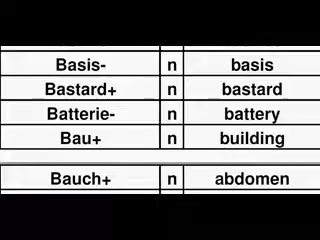 Basis- n basis
Bastard+ n bastard
Batterie- n battery
Bau+ n building
Bauch+ n abdomen